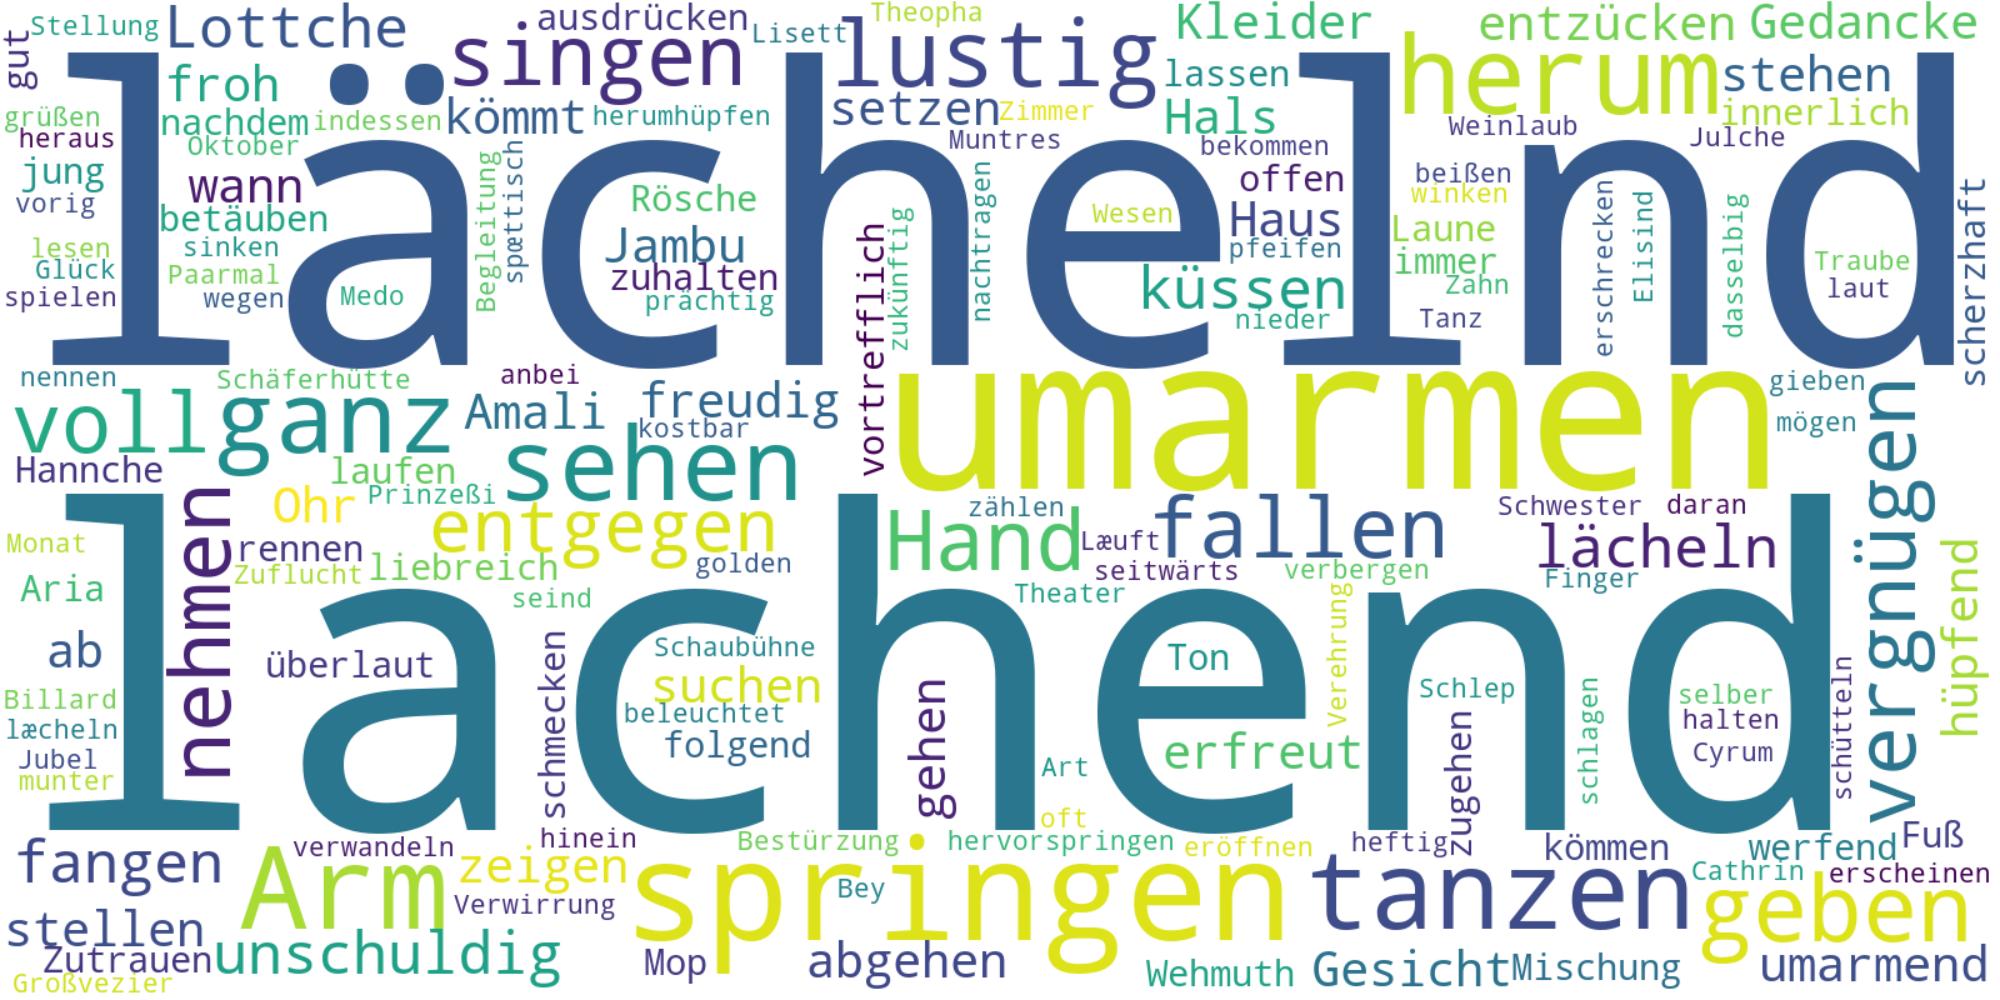 Stellung
Lottche
ausdrücken
Lisett
Theopha
Kleider
entzücken
Gedancke
gut
froh
singen
lustig
lassen
herum
stehen
lächelnd
grüßen
heraus
nachdem
indessen
kömmt
herumhüpfen
setzen
Zimmer
Hals
innerlich
Oktober
Muntres
bekommen
Weinlaub
Julche
jung
vorig
wann
betäuben
Begleitung
spœttisch
Rösche
Wesen
nachtragen
offen
Haus
beißen
winken
erschrecken
Elisind
dasselbig
scherzhaft
lesen
Glück
spielen
sinken
Paarmal
wegen
Medo
Jambu
zuhalten
prächtig
vortrefflich
zukünftig
pfeifen
küssen
nieder
Laune
immer
Zahn
Tanz
Traube
laut
nennen
Schäferhütte
anbei
Amali
freudig
kostbar
umarmen
gieben
mögen
vergnügen
voll
ganz
sehen
Hannche
laufen
Prinzeßi
Ohr
entgegen
nehmen
Hand
zählen
Læuft
fallen
Schwester
daran
lächeln
lachend
Monat
rennen
Zuflucht
liebreich
golden
seitwärts
verbergen
Finger
Aria
seind
Theater
Verehrung
hüpfend
ab
überlaut
schmecken
Schaubühne
suchen
beleuchtet
folgend
gehen
Ton
Schlep
selber
halten
Cyrum
schütteln
Billard
læcheln
Jubel
munter
Art
erfreut
zugehen
schlagen
fangen
verwandeln
hinein
Bestürzung
hervorspringen
oft
eröffnen
heftig
kömmen
werfend
Fuß
Arm
zeigen
Verwirrung
springen
Bey
tanzen
Cathrin
erscheinen
geben
stellen
Zutrauen
unschuldig
Mop
abgehen
Wehmuth
Gesicht
Mischung
umarmend
Großvezier